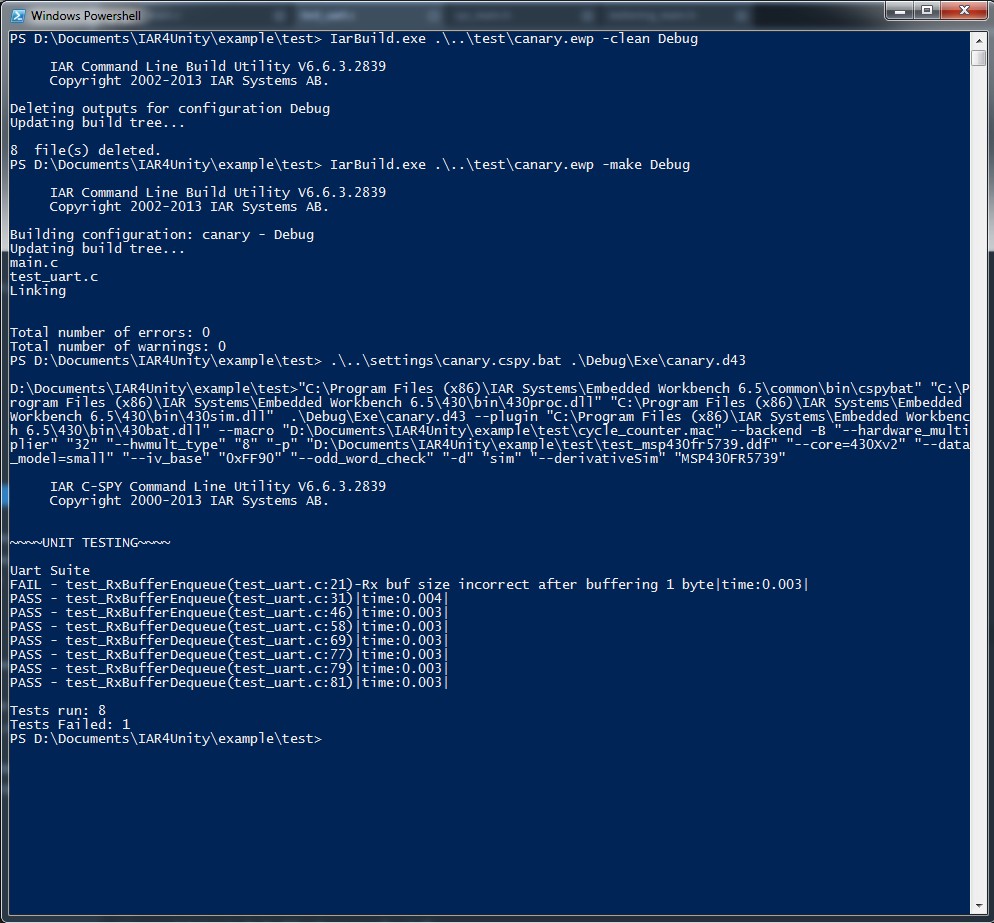 Windows Powershell
PS D:\Documents\IAR4Unity\example\test> IarBuild.exe .\..\test\canary.ewp -clean Debug
IAR Command Line Build Utility V6.6.3.2839
Copyright 2002-2013 IAR Systems AB.
Deleting outputs for configuration Debug
Updating build tree...
8  file(s) deleted.
PS D:\Documents\IAR4Unity\example\test> IarBuild.exe .\..\test\canary.ewp -make Debug
IAR Command Line Build Utility V6.6.3.2839
Copyright 2002-2013 IAR Systems AB.
Building configuration: canary - Debug
Updating build tree...
main.c
test_uart.c
Linking
Total number of errors: 0
Total number of warnings: 0
PS D:\Documents\IAR4Unity\example\test> .\..\settings\canary.cspy.bat .\Debug\Exe\canary.d43
D:\Documents\IAR4Unity\example\test>"C:\Program Files (x86)\IAR Systems\Embedded Workbench 6.5\common\bin\cspybat" "C:\P
rogram Files (x86)\IAR Systems\Embedded Workbench 6.5\430\bin\430proc.dll" "C:\Program Files (x86)\IAR Systems\Embedded
Workbench 6.5\430\bin\430sim.dll"  .\Debug\Exe\canary.d43 --plugin "C:\Program Files (x86)\IAR Systems\Embedded Workbenc
h 6.5\430\bin\430bat.dll" --macro "D:\Documents\IAR4Unity\example\test\cycle_counter.mac" --backend -B "--hardware_multi
plier" "32" "--hwmult_type" "8" "-p" "D:\Documents\IAR4Unity\example\test\test_msp430fr5739.ddf" "--core=430Xv2" "--data
_model=small" "--iv_base" "0xFF90" "--odd_word_check" "-d" "sim" "--derivativeSim" "MSP430FR5739"
IAR C-SPY Command Line Utility V6.6.3.2839
Copyright 2000-2013 IAR Systems AB.
~~~~UNIT TESTING~~~~
Uart Suite
FAIL - test_RxBufferEnqueue(test_uart.c:21)-Rx buf size incorrect after buffering 1 byte|time:0.003|
PASS - test_RxBufferEnqueue(test_uart.c:31)|time:0.004|
PASS - test_RxBufferEnqueue(test_uart.c:46)|time:0.003|
PASS - test_RxBufferDequeue(test_uart.c:58)|time:0.003|
PASS - test_RxBufferDequeue(test_uart.c:69)|time:0.003|
PASS - test_RxBufferDequeue(test_uart.c:77)|time:0.003|
PASS - test_RxBufferDequeue(test_uart.c:79)|time:0.003|
PASS - test_RxBufferDequeue(test_uart.c:81)|time:0.003|
Tests run: 8
Tests Failed: 1
PS D:\Documents\IAR4Unity\example\test>